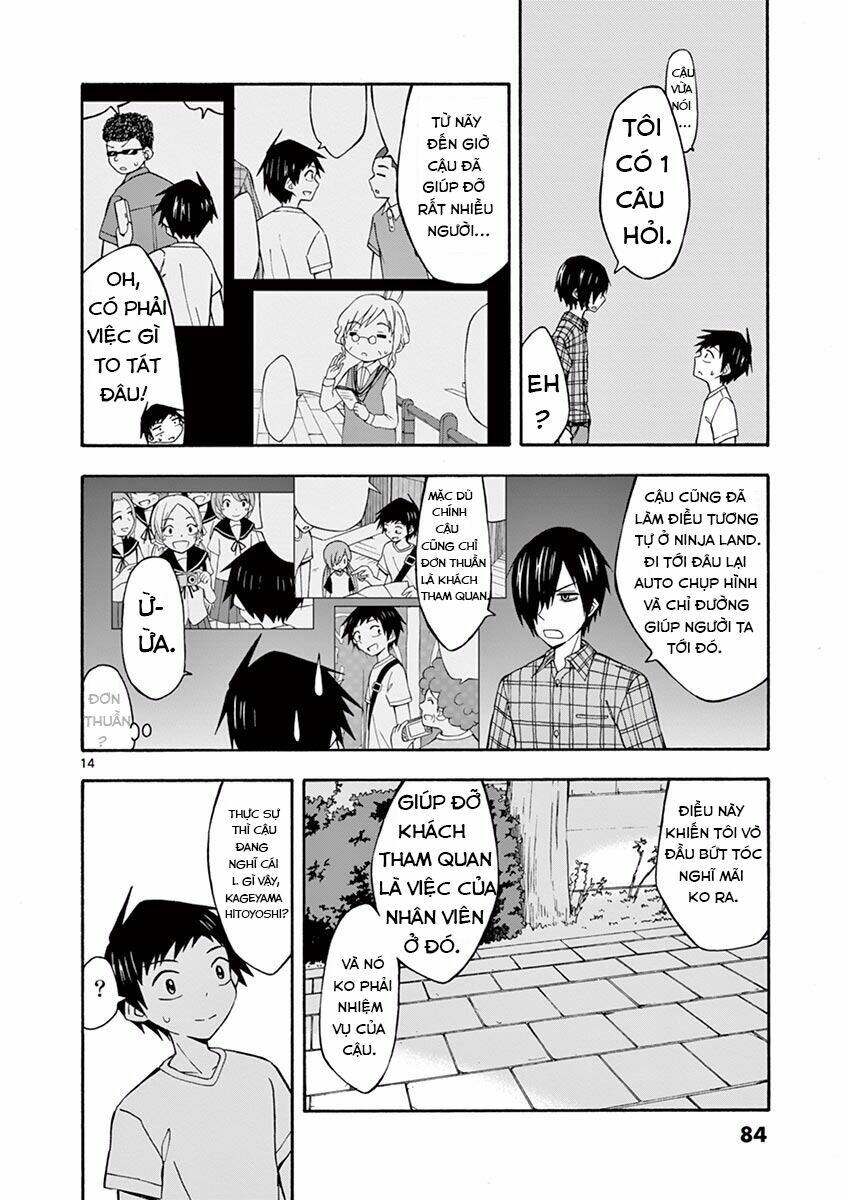 CẬU
VỪA
NÓI
...
TÔI
CÓ 1
CÂU
HỎI.
EH
?
TỪ NÃY
ĐẾN GIỜ
CẬU ĐÃ
GIÚP ĐỠ
RẤT NHIỀU
NGƯỜI...
OH,
CÓ PHẢI
VIỆC GÌ
TO TÁT
ĐÂU!
CẬU CŨNG ĐÃ
LÀM ĐIỀU TƯƠNG
TỰ Ở NINJA LAND.
ĐI TỚI ĐÂU LẠI
AUTO CHỤP HÌNH
VÀ CHỈ ĐƯỜNG
GIÚP NGƯỜI TA
TỚI ĐÓ.
MẶC DÙ
CHÍNH
CẬU
CŨNG CHỈ
ĐƠN THUẦN
LÀ KHÁCH
THAM QUAN.
Ừ-
ỪA.
ĐƠN
THUẦN
?
14
ĐIỀU NÀY
KHIẾN TÔI VÒ
ĐẦU BỨT TÓC
NGHĨ MÃI
KO RA.
GIÚP ĐỠ
KHÁCH
THAM QUAN
LÀ VIỆC CỦA
NHÂN VIÊN
Ở ĐÓ.
VÀ NÓ
KO PHẢI
NHIỆM
VỤ CỦA
CẬU.
THỰC SỰ
THÌ CẬU
ĐANG
NGHĨ CÁI
L GÌ VẬY,
KAGEYAMA
HITOYOSHI?
?
84